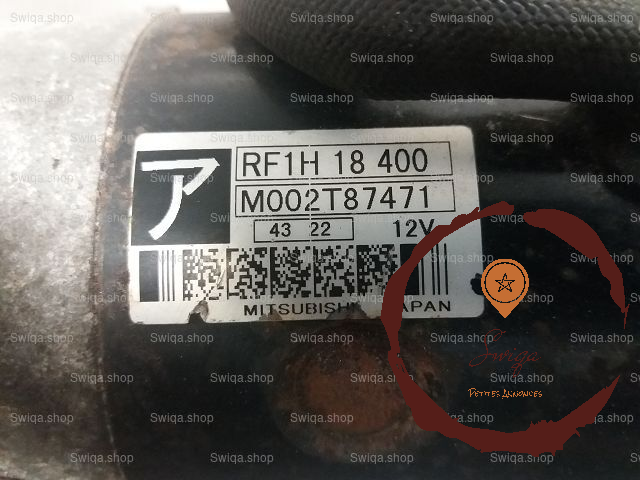 ア
RF1H 18 400
M002T87471
43 22
12V
MITSUBISHI JAPAN
Swiqa
PETITES ANNONCES
Swiqa.shop